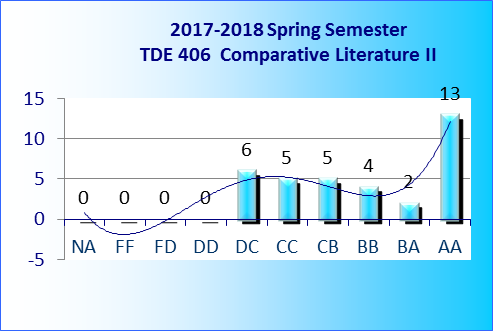 2017-2018 Spring Semester
TDE 406 Comparative Literature II
15
10
5
0
-5
0 0 0 0 6 5 5 4 2 13
NA FF FD DD DC CC CB BB BA AA